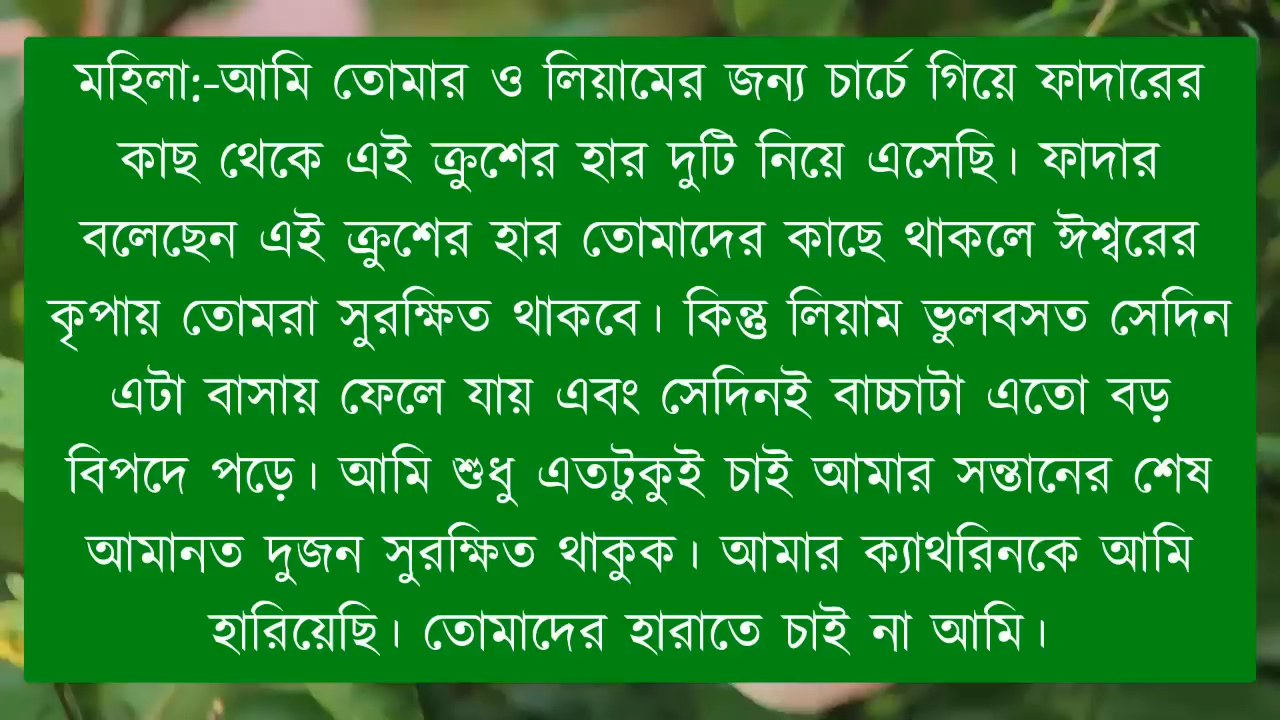 মহিলা:-আমি তোমার ও লিয়ামের জন্য চার্চে গিয়ে ফাদারের
কাছ থেকে এই ক্রুশের হার দুটি নিয়ে এসেছি। ফাদার
বলেছেন এই ক্রুশের হার তোমাদের কাছে থাকলে ঈশ্বরের
কৃপায় তোমরা সুরক্ষিত থাকবে। কিন্তু লিয়াম ভুলবসত সেদিন
এটা বাসায় ফেলে যায় এবং সেদিনই বাচ্চাটা এতো বড়
বিপদে পড়ে। আমি শুধু এতটুকুই চাই আমার সন্তানের শেষ
আমানত দুজন সুরক্ষিত থাকুক। আমার ক্যাথরিনকে আমি
হারিয়েছি। তোমাদের হারাতে চাই না আমি।